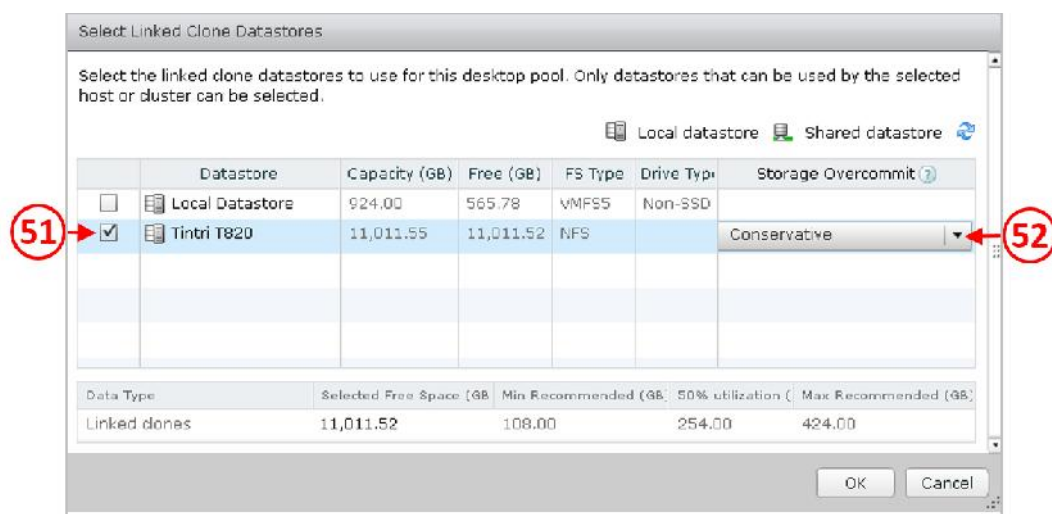 Select Linked Clone Datastores
Select the linked clone datastores to use for this desktop pool. Only datastores that can be used by the selected
host or cluster can be selected.
Local datastore Shared datastore
Datastore Capacity (GB) Free (GB) FS Type Drive Typ Storage Overcommit ?
Local Datastore 924.00 565.78 VMFS5 Non-SSD
51 Tintri T820 11,011.55 11,011.52 NFS Conservative 52
Data Type Selected Free Space (GB Min Recommended (GB) 50% utilization ( Max Recommended (GB)
Linked clones 11,011.52 108.00 254.00 424.00
OK Cancel